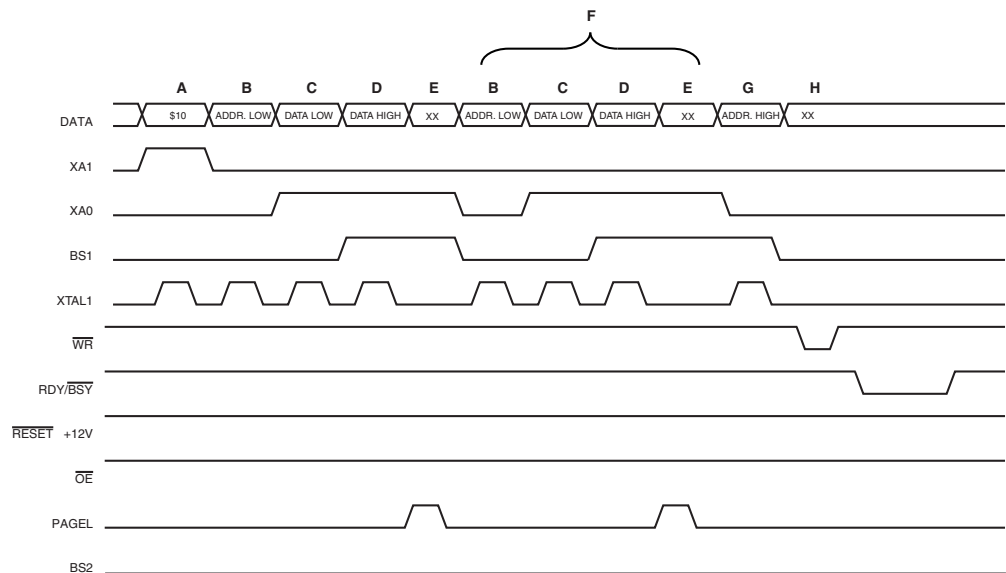 F
A B C D E B C D E G H
DATA $10 ADDR. LOW DATA LOW DATA HIGH XX ADDR. LOW DATA LOW DATA HIGH XX ADDR. HIGH XX
XA1
XA0
BS1
XTAL1
WR
RDY/BSY
RESET +12V
OE
PAGEL
BS2